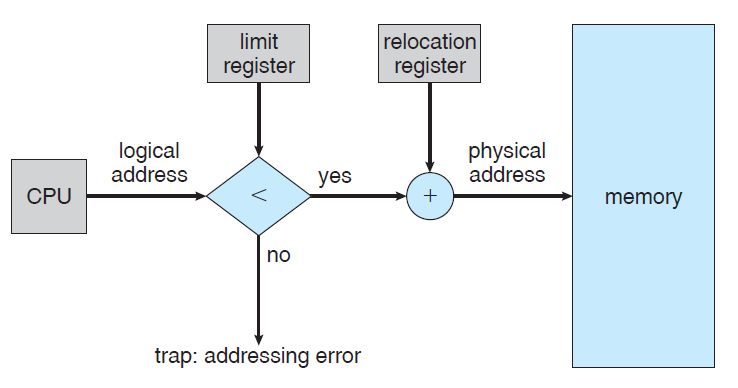 limit
register
relocation
register
logical
address
physical
address
CPU
<
yes
+
memory
no
trap: addressing error